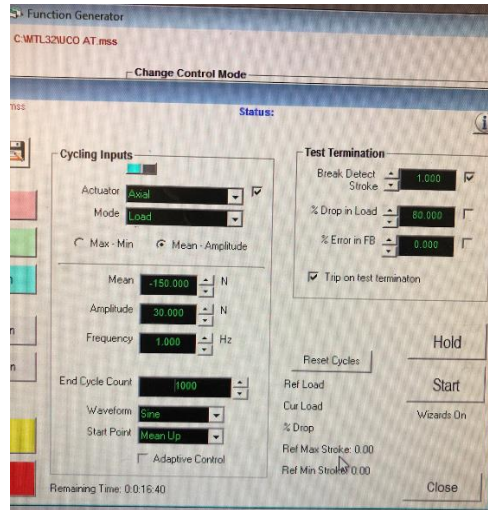 Function Generator
C:\WTL32\UCO AT.mss
Change Control Mode
mss
Status:
Cycling Inputs
Actuator Axial
Mode Load
Max - Min Mean - Amplitude
Mean -150.000 N
Amplitude 30.000 N
Frequency 1.000 Hz
End Cycle Count 1000
Waveform Sine
Start Point Mean Up
Adaptive Control
Remaining Time: 0:0:16:40
Test Termination
Break Detect Stroke 1.000
% Drop in Load 80.000
% Error in FB 0.000
Trip on test terminaton
Reset Cycles
Hold
Ref Load
Start
Cur Load
Wizards On
% Drop
Ref Max Stroke: 0.00
Ref Min Stroke: 0.00
Close